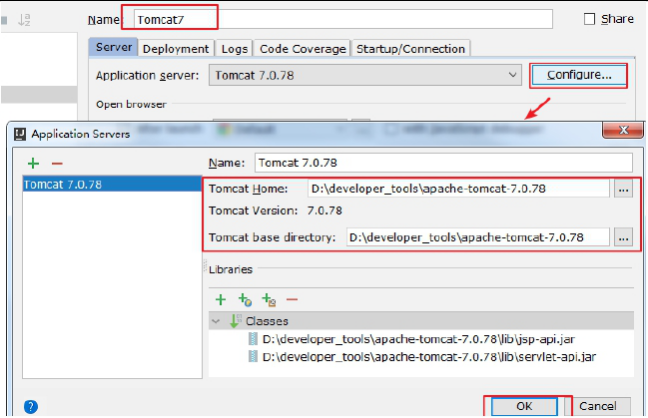 Name: Tomcat7 Share
Server Deployment Logs Code Coverage Startup/Connection
Application server: Tomcat 7.0.78 Configure...
Open browser
Application Servers
Name: Tomcat 7.0.78
Tomcat 7.0.78
Tomcat Home: D:\developer_tools\apache-tomcat-7.0.78 ...
Tomcat Version: 7.0.78
Tomcat base directory: D:\developer_tools\apache-tomcat-7.0.78 ...
Libraries
Classes
D:\developer_tools\apache-tomcat-7.0.78\lib\jsp-api.jar
D:\developer_tools\apache-tomcat-7.0.78\lib\servlet-api.jar
? OK Cancel